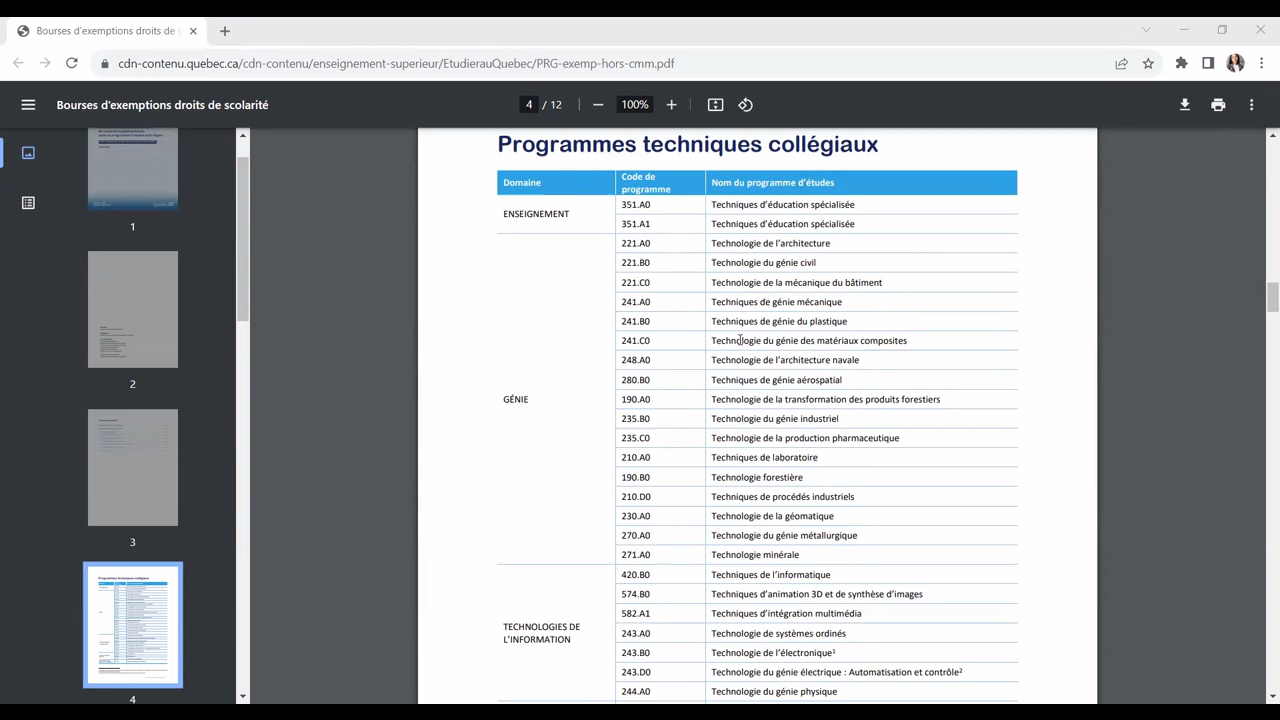 Bourses d'exemptions droits de s
cdn-contenu.quebec.ca/cdn-contenu/enseignement-superieur/EtudierauQuebec/PRG-exemp-hors-cmm.pdf
Bourses d'exemptions droits de scolarité
4 / 12
100%
1
2
3
4
Programmes techniques collégiaux
Domaine Code de programme Nom du programme d'études
ENSEIGNEMENT
351.A0 Techniques d'éducation spécialisée
351.A1 Techniques d'éducation spécialisée
GÉNIE
221.A0 Technologie de l'architecture
221.B0 Technologie du génie civil
221.C0 Technologie de la mécanique du bâtiment
241.A0 Techniques de génie mécanique
241.B0 Techniques de génie du plastique
241.C0 Technologie du génie des matériaux composites
248.A0 Technologie de l'architecture navale
280.B0 Techniques de génie aérospatial
190.A0 Technologie de la transformation des produits forestiers
235.B0 Technologie du génie industriel
235.C0 Technologie de la production pharmaceutique
210.A0 Techniques de laboratoire
190.B0 Technologie forestière
210.D0 Techniques de procédés industriels
230.A0 Technologie de la géomatique
270.A0 Technologie du génie métallurgique
271.A0 Technologie minérale
TECHNOLOGIES DE
L'INFORMATION
420.B0 Techniques de l'informatique
574.B0 Techniques d'animation 3D et de synthèse d'images
582.A1 Techniques d'intégration multimédia
243.A0 Technologie de systèmes ordinés
243.B0 Technologie de l'électronique¹
243.D0 Technologie du génie électrique : Automatisation et contrôle²
244.A0 Technologie du génie physique